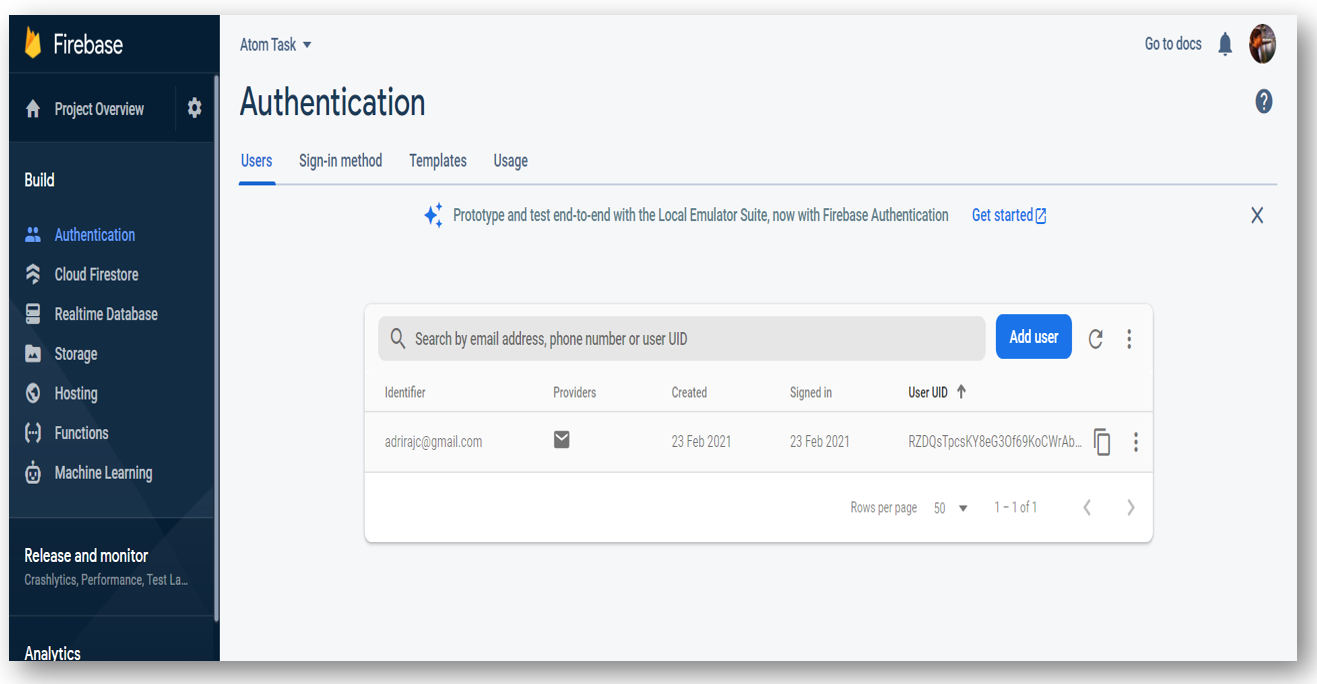 Firebase
Project Overview
Build
Authentication
Cloud Firestore
Realtime Database
Storage
Hosting
Functions
Machine Learning
Release and monitor
Crashlytics, Performance, Test La...
Analytics
Atom Task
Go to docs
Authentication
Users Sign-in method Templates Usage
Prototype and test end-to-end with the Local Emulator Suite, now with Firebase Authentication Get started
Search by email address, phone number or user UID Add user
Identifier Providers Created Signed in User UID
adrirajc@gmail.com 23 Feb 2021 23 Feb 2021 RZDQsTpcsKY8eG3Of69KoCWrAb...
Rows per page 50 1 – 1 of 1